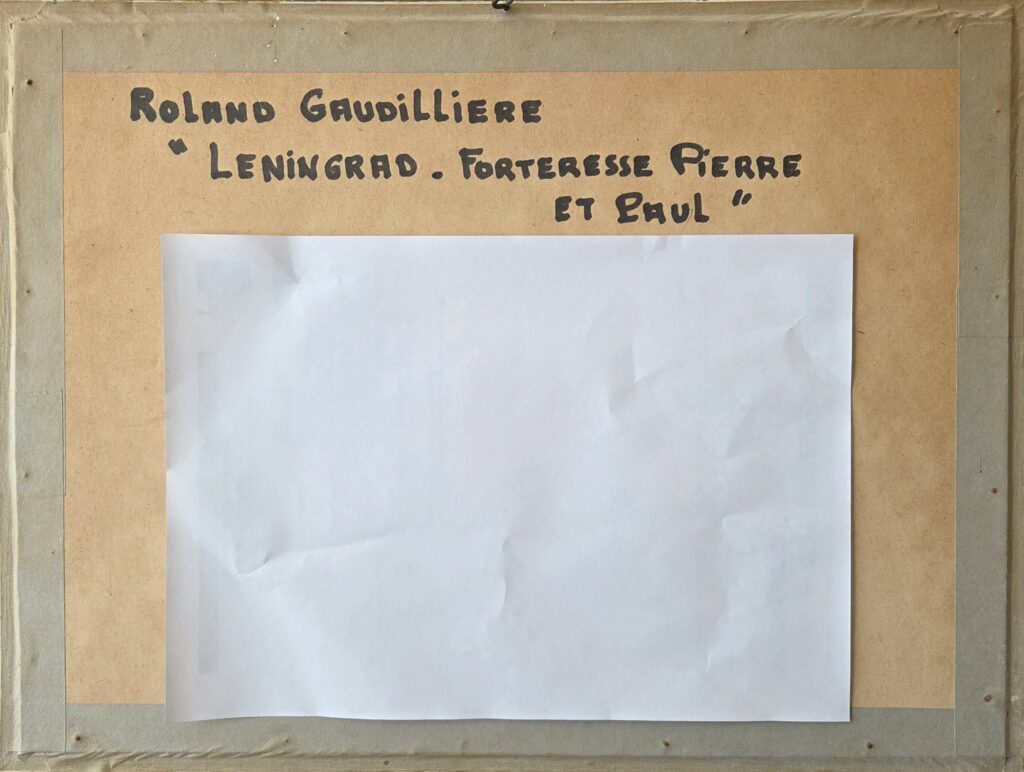 ROLAND GAUDILLIERE
" LENINGRAD . FORTERESSE PIERRE
ET PAUL "